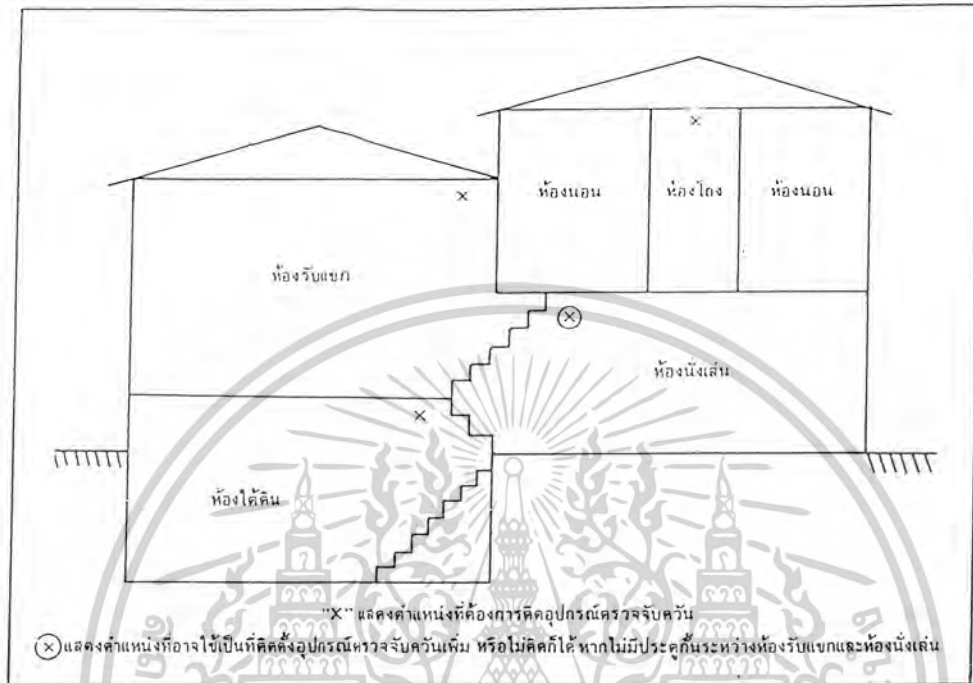 ห้องนอน ห้องโถง ห้องนอน
ห้องรับแขก
ห้องนั่งเล่น
ห้องใต้ดิน
"X" แสดงตำแหน่งที่ต้องการติดอุปกรณ์ตรวจจับควัน
ⓧ แสดงตำแหน่งที่อาจใช้เป็นที่ติดตั้งอุปกรณ์ตรวจจับควันเพิ่ม หรือไม่ติดก็ได้ หากไม่มีประตูกั้นระหว่างห้องรับแขกและห้องนั่งเล่น